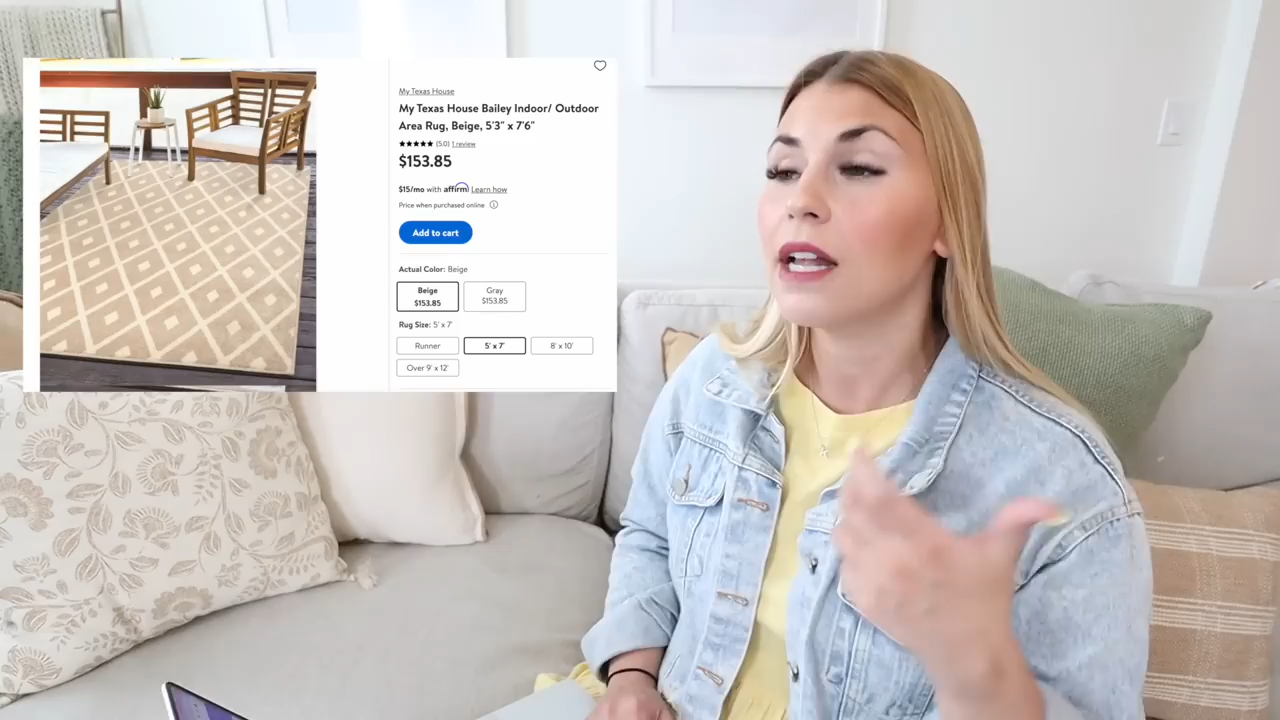 My Texas House
My Texas House Bailey Indoor/ Outdoor
Area Rug, Beige, 5'3" x 7'6"
(5.0) 1 review
$153.85
$15/mo with affirm Learn how
Price when purchased online
Add to cart
Actual Color: Beige
Beige
$153.85
Gray
$153.85
Rug Size: 5' x 7'
Runner
5' x 7'
8' x 10'
Over 9' x 12'